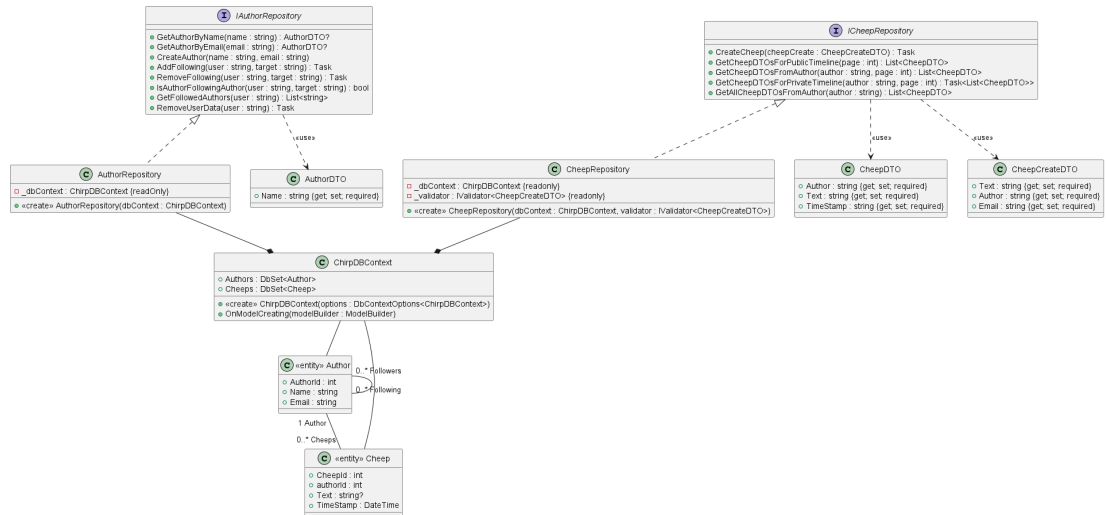 I IAuthorRepository
GetAuthorByName(name : string) : AuthorDTO?
GetAuthorByEmail(email : string) : AuthorDTO?
CreateAuthor(name : string, email : string)
AddFollowing(user : string, target : string) : Task
RemoveFollowing(user : string, target : string) : Task
IsAuthorFollowingAuthor(user : string, target : string) : bool
GetFollowedAuthors(user : string) : List<string>
RemoveUserData(user : string) : Task
I ICheepRepository
CreateCheep(cheepCreate : CheepCreateDTO) : Task
GetCheepDTOsForPublicTimeline(page : int) : List<CheepDTO>
GetCheepDTOsFromAuthor(author : string, page : int) : List<CheepDTO>
GetCheepDTOsForPrivateTimeline(author : string, page : int) : Task<List<CheepDTO>>
GetAllCheepDTOsFromAuthor(author : string) : List<CheepDTO>
«use»
«use»
«use»
C AuthorRepository
_dbContext : ChirpDBContext {readOnly}
«create» AuthorRepository(dbContext : ChirpDBContext)
C AuthorDTO
Name : string {get; set; required}
C CheepRepository
_dbContext : ChirpDBContext {readonly}
_validator : IValidator<CheepCreateDTO> {readonly}
«create» CheepRepository(dbContext : ChirpDBContext, validator : IValidator<CheepCreateDTO>)
C CheepDTO
Author : string {get; set; required}
Text : string {get; set; required}
TimeStamp : string {get; set; required}
C CheepCreateDTO
Text : string {get; set; required}
Author : string {get; set; required}
Email : string {get; set; required}
C ChirpDBContext
Authors : DbSet<Author>
Cheeps : DbSet<Cheep>
«create» ChirpDBContext(options : DbContextOptions<ChirpDBContext>)
OnModelCreating(modelBuilder : ModelBuilder)
C «entity» Author
AuthorId : int
Name : string
Email : string
0..* Followers
0..* Following
1 Author
0..* Cheeps
C «entity» Cheep
CheepId : int
authorId : int
Text : string?
TimeStamp : DateTime